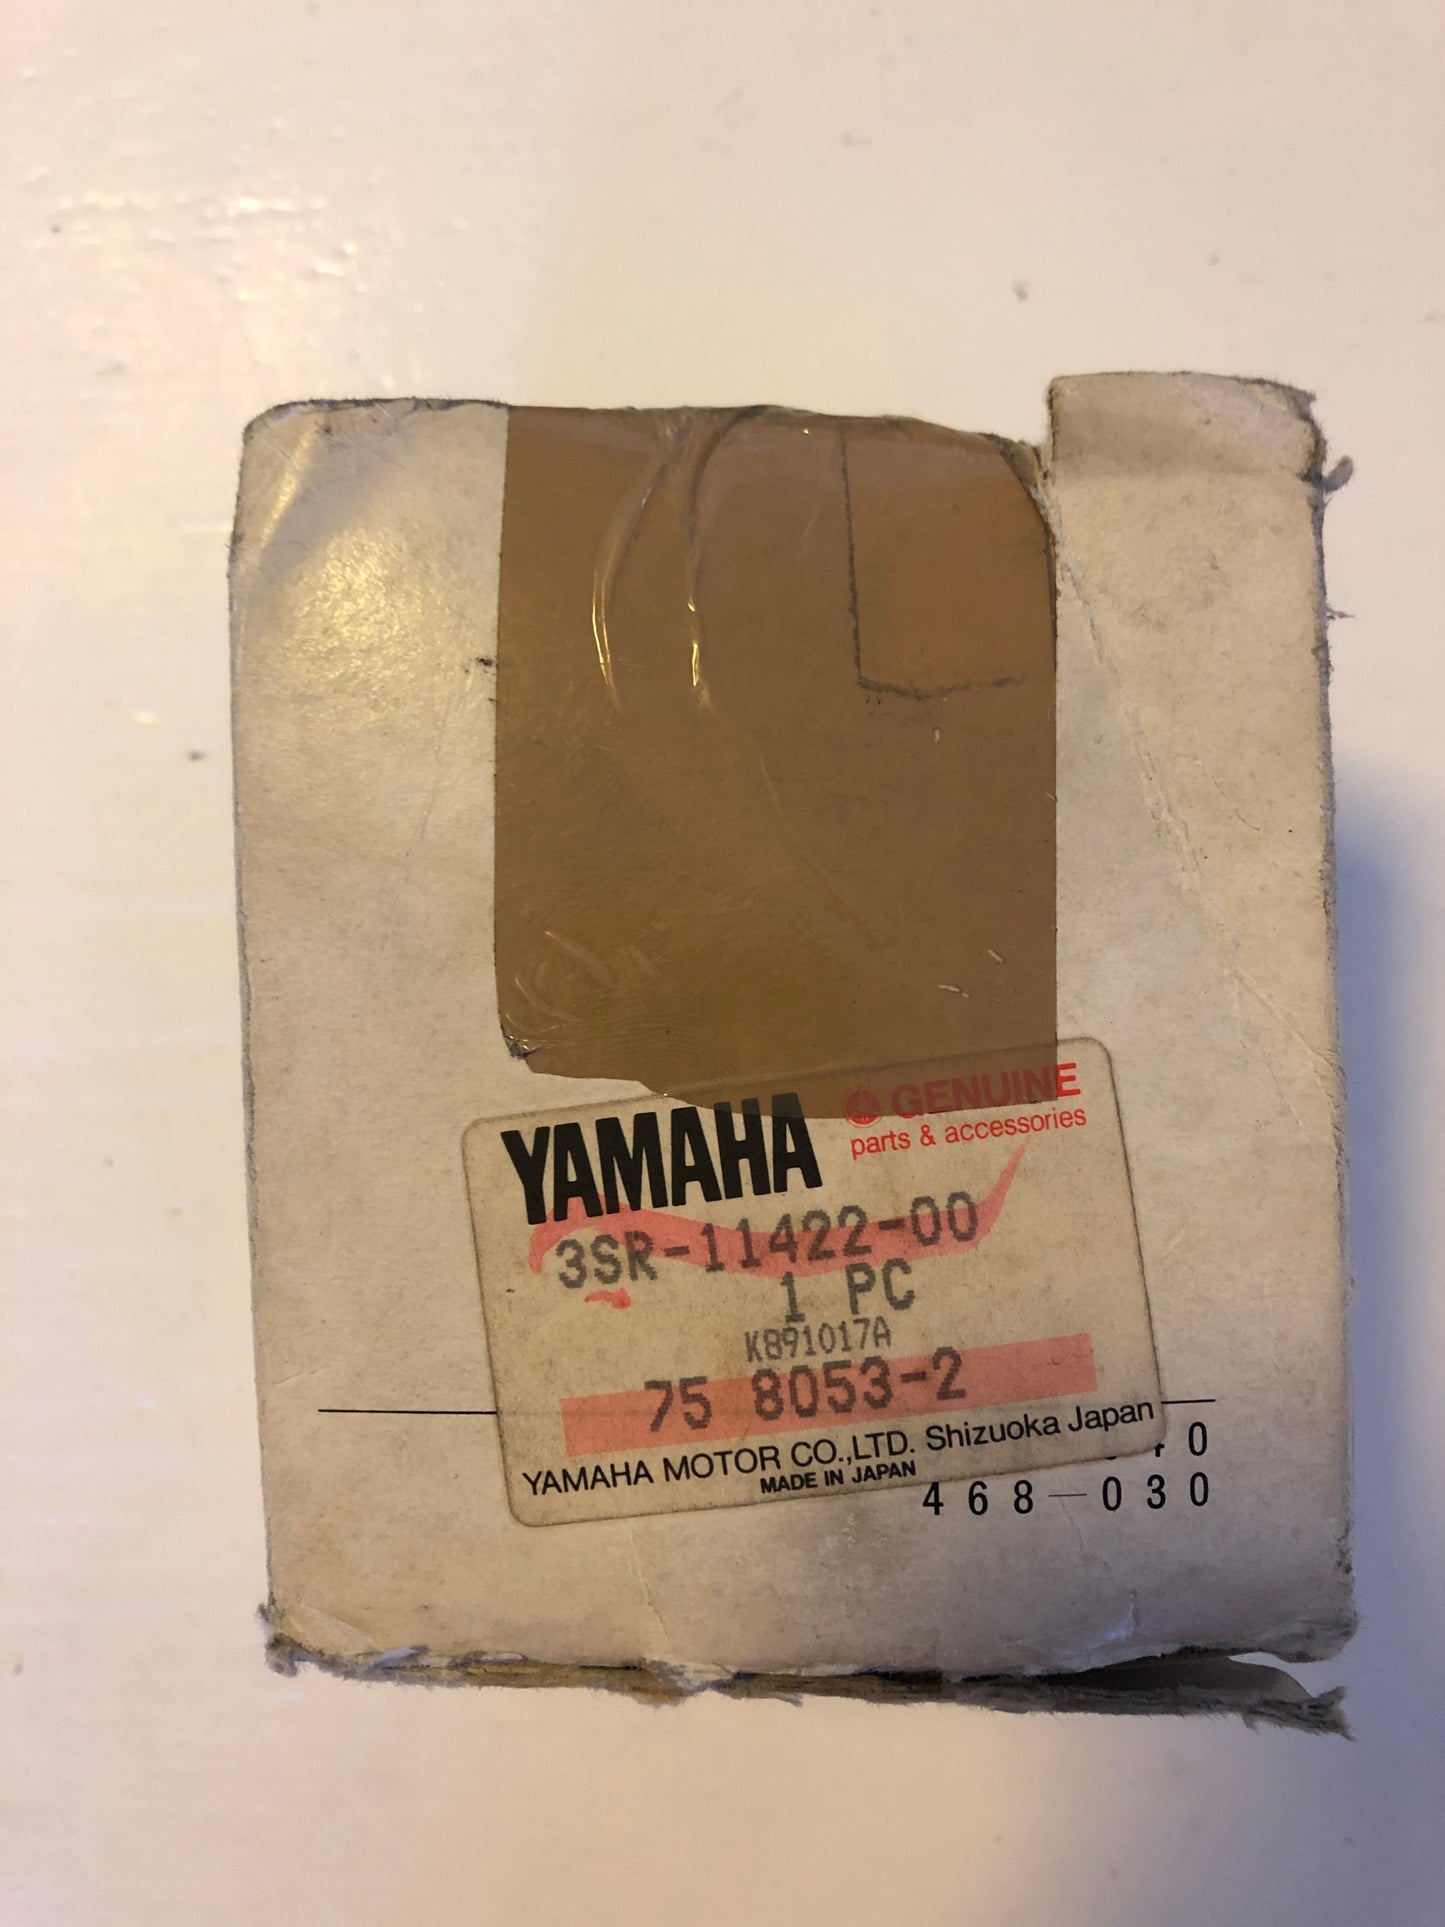 YAMAHA GENUINE
parts & accessories
3SR-11422-00
1 PC
K891017A
75 8053-2
YAMAHA MOTOR CO.,LTD. Shizuoka Japan
MADE IN JAPAN
468-030